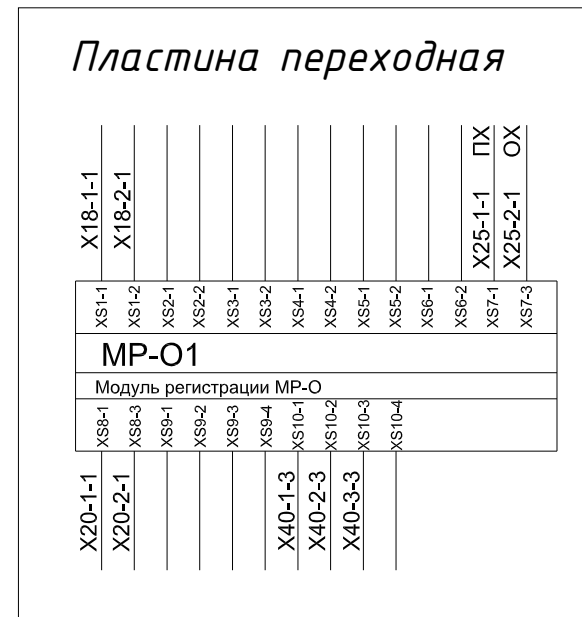 Пластина переходная
X18-1-1
X18-2-1
X25-1-1 ПХ
X25-2-1 ОХ
XS1-1
XS1-2
XS2-1
XS2-2
XS3-1
XS3-2
XS4-1
XS4-2
XS5-1
XS5-2
XS6-1
XS6-2
XS7-1
XS7-3
МР-О1
Модуль регистрации МР-О
XS8-1
XS8-3
XS9-1
XS9-2
XS9-3
XS9-4
XS10-1
XS10-2
XS10-3
XS10-4
X20-1-1
X20-2-1
X40-1-3
X40-2-3
X40-3-3